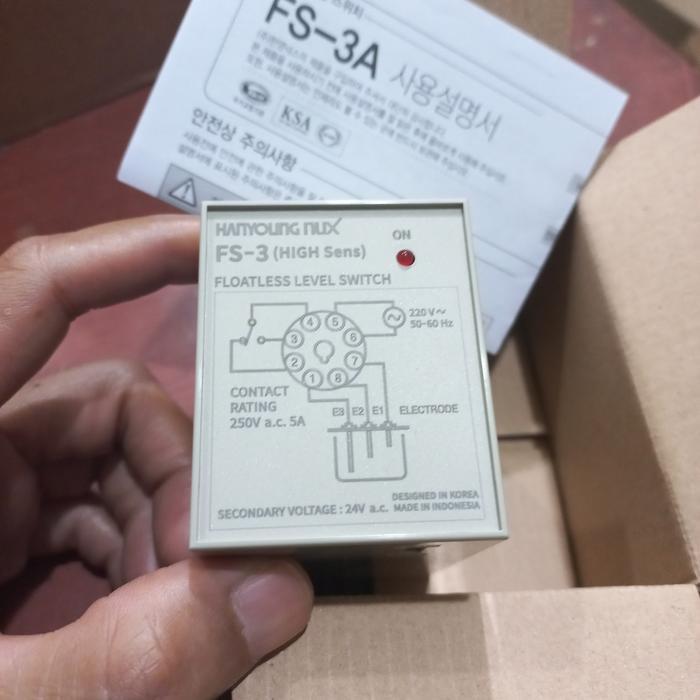 FS-3A 사용설명서
KSA
안전상 주의사항
HANYOUNG NUX
FS-3 (HIGH Sens)
ON
FLOATLESS LEVEL SWITCH
4 5
220 V~
50-60 Hz
3 6
2 7
1 8
CONTACT
RATING
250V a.c. 5A
E3 E2 E1 ELECTRODE
DESIGNED IN KOREA
SECONDARY VOLTAGE : 24V a.c. MADE IN INDONESIA